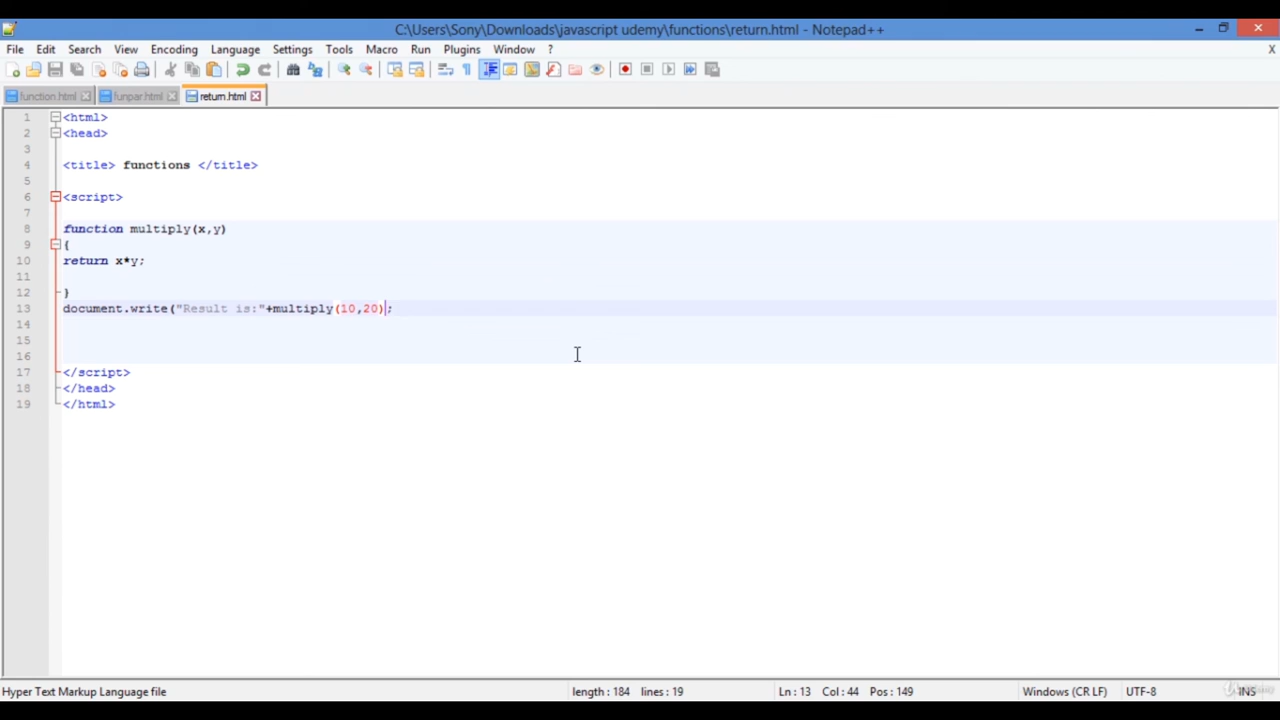 C:\Users\Sony\Downloads\javascript udemy\functions\return.html - Notepad++
File Edit Search View Encoding Language Settings Tools Macro Run Plugins Window ? X
function.html funpar.html return.html
1 <html>
2 <head>
3
4 <title> functions </title>
5
6 <script>
7
8 function multiply(x,y)
9 {
10 return x*y;
11
12 }
13 document.write("Result is:"+multiply(10,20);
14
15
16
17 </script>
18 </head>
19 </html>
Hyper Text Markup Language file length : 184 lines : 19 Ln : 13 Col : 44 Pos : 149 Windows (CR LF) UTF-8 INS